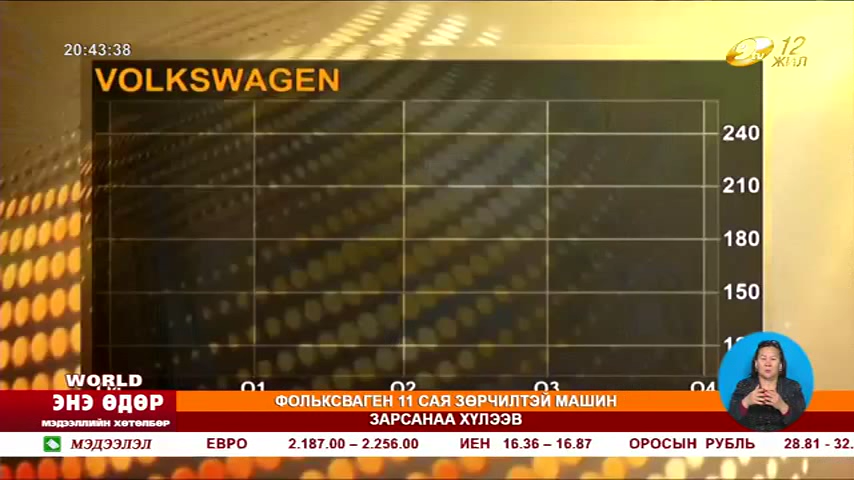 20:43:38
12
ЖИЛ
VOLKSWAGEN
240
210
180
150
Q1 Q2 Q3 Q4
WORLD
ЭНЭ ӨДӨР
МЭДЭЭЛЛИЙН ХӨТӨЛБӨР
ФОЛЬКСВАГЕН 11 САЯ ЗӨРЧИЛТЭЙ МАШИН
ЗАРСАНАА ХҮЛЭЭВ
МЭДЭЭЛЭЛ ЕВРО 2.187.00 – 2.256.00 ИЕН 16.36 – 16.87 ОРОСЫН РУБЛЬ 28.81 - 32.